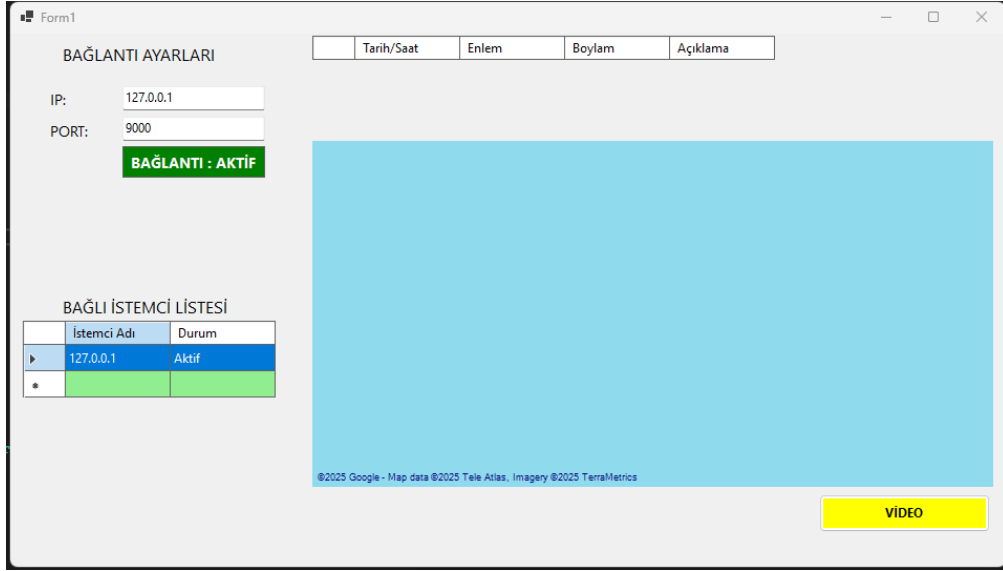 Form1
BAĞLANTI AYARLARI
IP: 127.0.0.1
PORT: 9000
BAĞLANTI : AKTİF
BAĞLI İSTEMCİ LİSTESİ
İstemci Adı Durum
127.0.0.1 Aktif
Tarih/Saat Enlem Boylam Açıklama
©2025 Google - Map data ©2025 Tele Atlas, Imagery ©2025 TerraMetrics
VİDEO